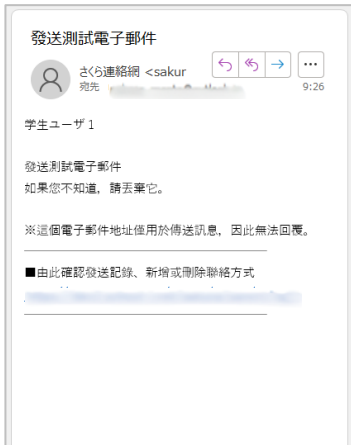 發送測試電子郵件
さくら連絡網 <sakur
宛先
9:26
学生ユーザ1
發送測試電子郵件
如果您不知道，請丟棄它。
※這個電子郵件地址僅用於傳送訊息，因此無法回覆。
■由此確認發送記錄、新增或刪除聯絡方式